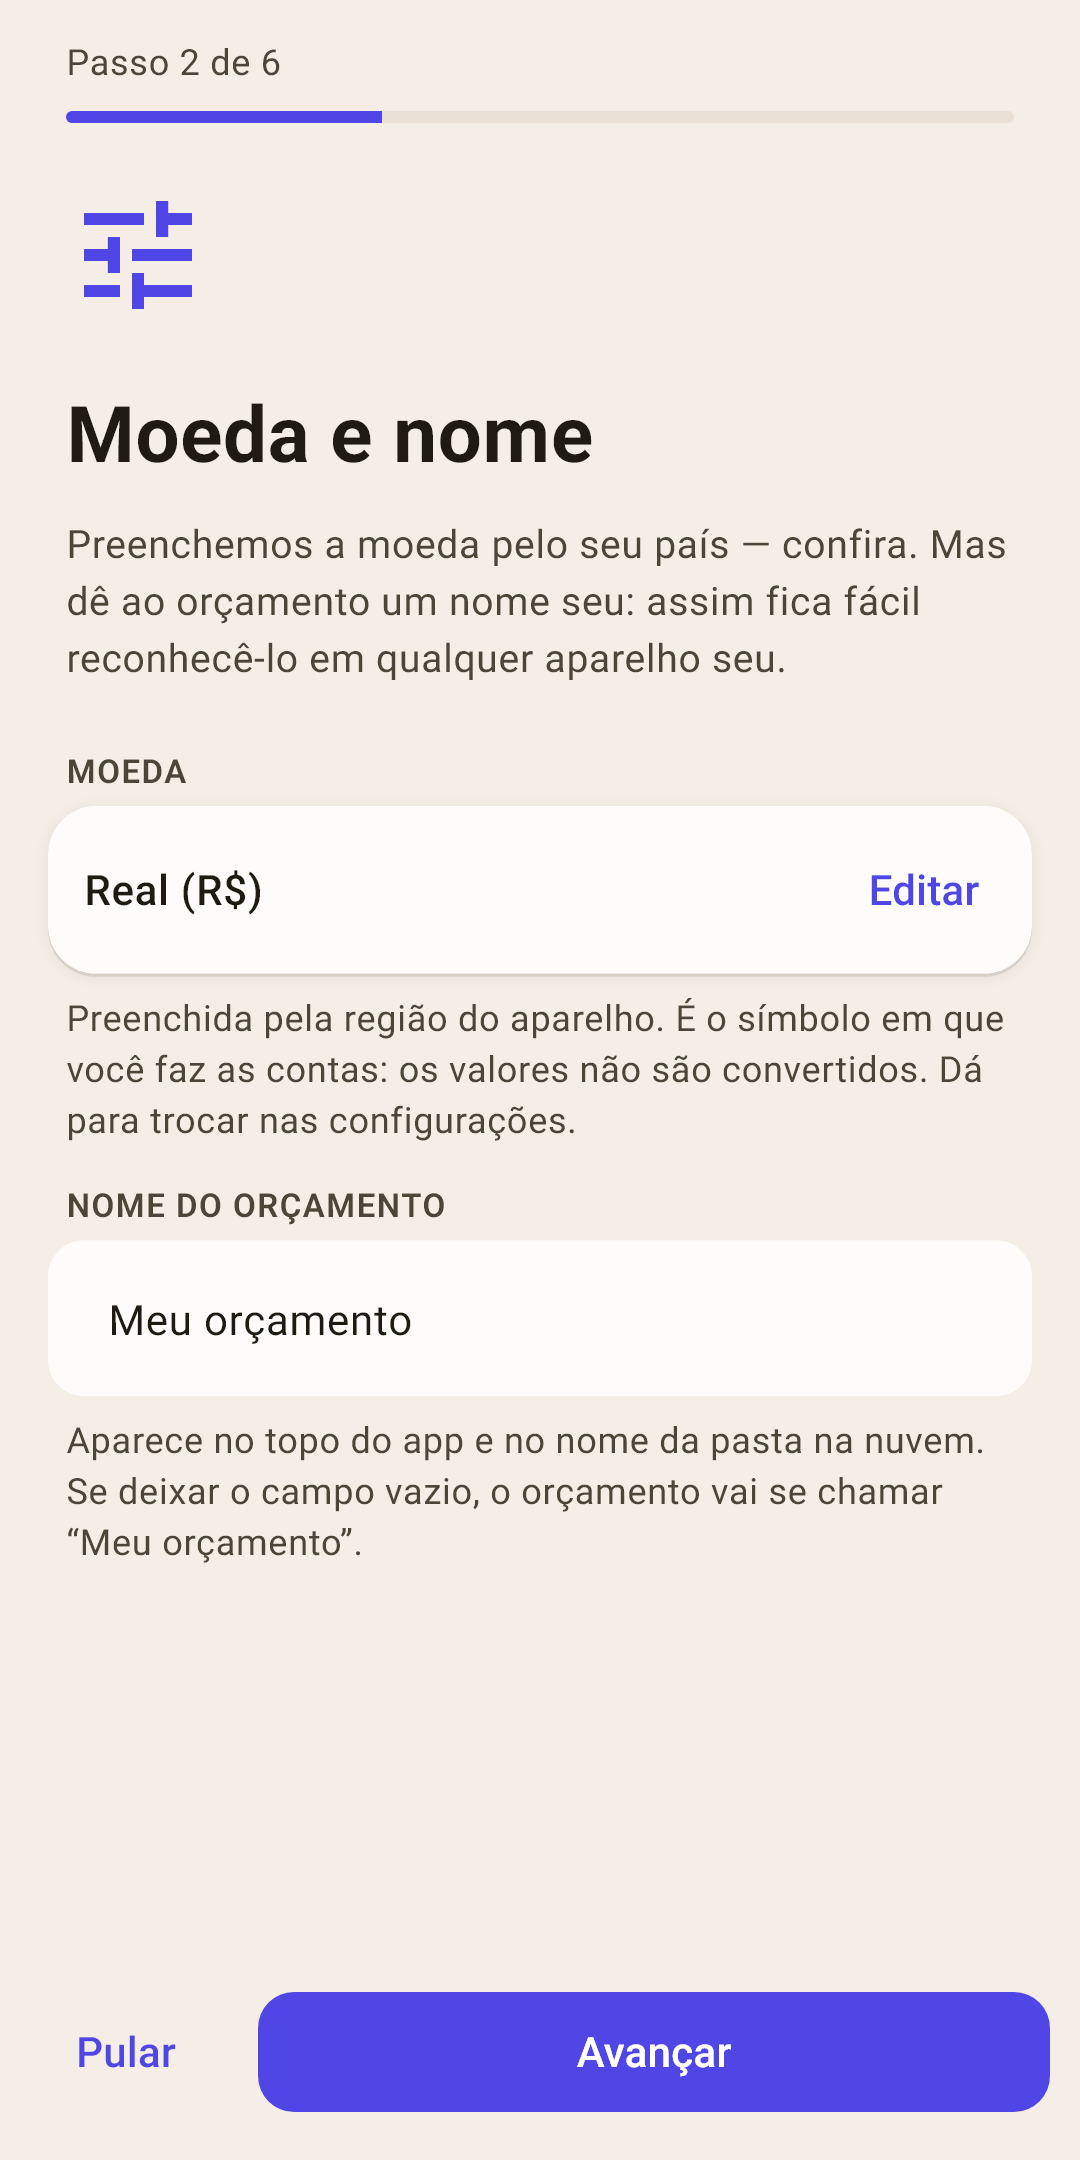 Passo 2 de 6
Moeda e nome
Preenchemos a moeda pelo seu país — confira. Mas
dê ao orçamento um nome seu: assim fica fácil
reconhecê-lo em qualquer aparelho seu.
MOEDA
Real (R$)
Editar
Preenchida pela região do aparelho. É o símbolo em que
você faz as contas: os valores não são convertidos. Dá
para trocar nas configurações.
NOME DO ORÇAMENTO
Meu orçamento
Aparece no topo do app e no nome da pasta na nuvem.
Se deixar o campo vazio, o orçamento vai se chamar
“Meu orçamento”.
Pular
Avançar